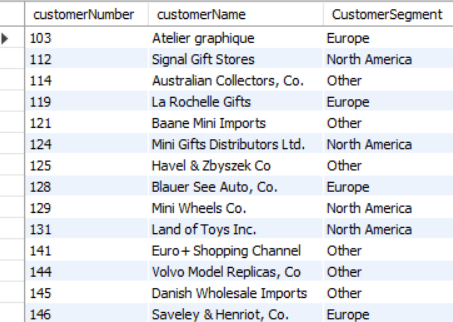 customerNumber customerName CustomerSegment
103 Atelier graphique Europe
112 Signal Gift Stores North America
114 Australian Collectors, Co. Other
119 La Rochelle Gifts Europe
121 Baane Mini Imports Other
124 Mini Gifts Distributors Ltd. North America
125 Havel & Zbyszek Co Other
128 Blauer See Auto, Co. Europe
129 Mini Wheels Co. North America
131 Land of Toys Inc. North America
141 Euro+ Shopping Channel Other
144 Volvo Model Replicas, Co Other
145 Danish Wholesale Imports Other
146 Saveley & Henriot, Co. Europe